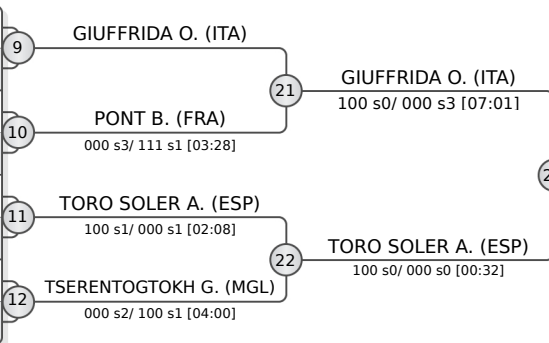 9
GIUFFRIDA O. (ITA)
21
GIUFFRIDA O. (ITA)
100 s0/ 000 s3 [07:01]
10
PONT B. (FRA)
000 s3/ 111 s1 [03:28]
11
TORO SOLER A. (ESP)
100 s1/ 000 s1 [02:08]
22
TORO SOLER A. (ESP)
100 s0/ 000 s0 [00:32]
12
TSERENTOGTOKH G. (MGL)
000 s2/ 100 s1 [04:00]